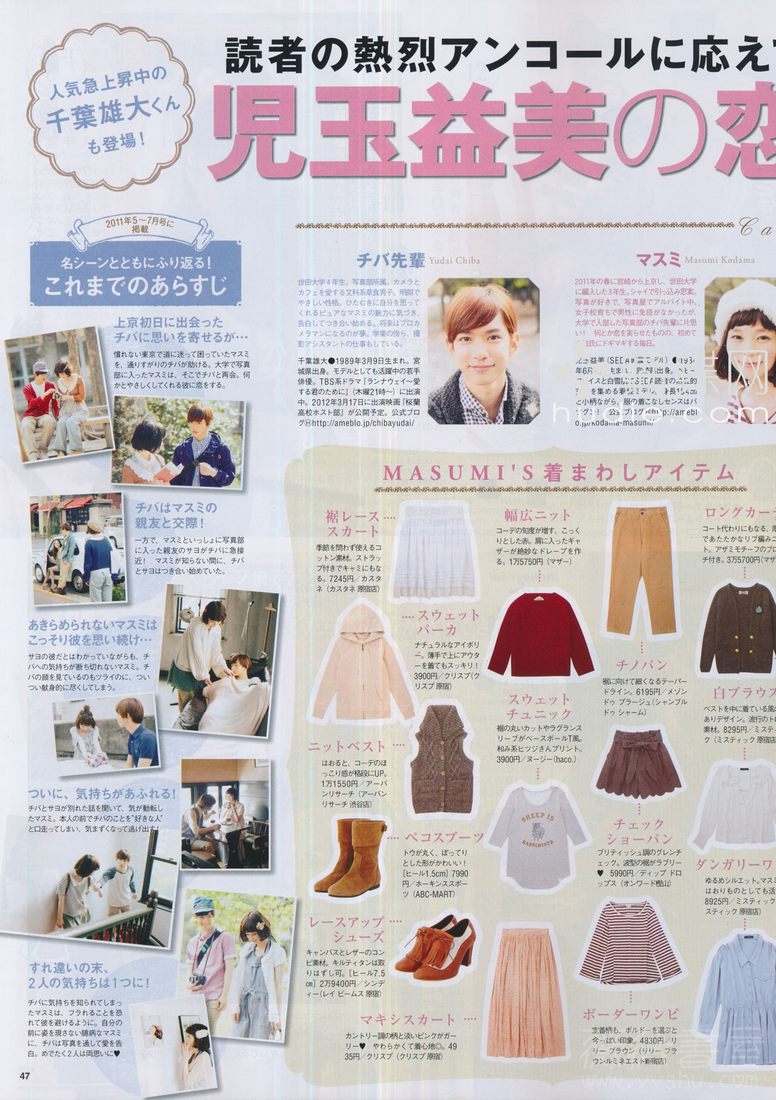 人気急上昇中の
千葉雄大くん
も登場！
読者の熱烈アンコールに応えて
児玉益美の恋
2011年5〜7月号に
掲載
名シーンとともにふり返る！
これまでのあらすじ
上京初日に出会った
チバに思いを寄せるが…
慣れない東京で道に迷って困っていたマスミ
を、通りすがりのチバが助ける。大学で写真部
に入ったマスミは、そこでチバと再会。何
かとやさしくしてくれる彼に恋をする。
チバはマスミの
親友と交際！
一方で、マスミといっしょに写真部
に入った親友のサヨがチバに急接
近！ マスミが知らない間に、チバ
とサヨはつき合い始めていた。
あきらめられないマスミは
こっそり彼を思い続け…
サヨの彼だとはわかっていながらも、チ
バへの気持ちが断ち切れないマスミ。チ
バの顔を見ているのもツライのに、つい
つい献身的に尽くしてしまう。
ついに、気持ちがあふれる！
チバとサヨが別れた話を聞いて、気が動転し
たマスミ。本人の前でチバのことを“好きな人”
と口走ってしまい、気まずくなって逃げ出す！
すれ違いの末、
2人の気持ちは1つに！
チバに気持ちを知られてしまっ
たマスミは、フラれることを恐
れて彼を避けるように。自分の
前に姿を現さない臆病なマスミ
に、チバは写真を通して愛を告
白。めでたく2人は両思いに♥
47
Ca
チバ先輩 Yudai Chiba
世田大学4年生。写真部所属。カメラと
カフェを愛する文科系草食男子。明朗で
やさしい性格。ひたむきに自分を思って
くれるピュアなマスミの魅力に気づき、
告白してつき合い始める。将来はプロカ
メラマンになるのが夢。学業の傍ら、撮
影アシスタントの仕事もしている。
千葉雄大●1989年3月9日生まれ。宮
城県出身。モデルとしても活躍中の若手
俳優。TBS系ドラマ『ランナウェイ〜愛
する君のために』(木曜21時〜)に出演
中。2012年3月17日に出演映画『桜蘭
高校ホスト部』が公開予定。公式ブロ
グ⊟http://ameblo.jp/chibayudai/
マスミ Masumi Kodama
2011年の春に宮崎から上京し、世田大学
に編入した3年生。シャイで引っ込み思案。
写真が好きで、写真屋でアルバイト中。
女子校育ちで男性に免疫がなかったが、
大学で入部した写真部のチバ先輩に片思
い！
MASUMI'S 着まわしアイテム
裾レース
スカート
季節を問わず使えるコ
ットン素材。ストラッ
プ付きでキャミにもな
る。7245円／カスタ
ネ（カスタネ 原宿店）
幅広ニット
コーデの旬度が増す、こっく
りとした赤。肩に入ったギャ
ザーが絶妙なドレープを作
る。1万5750円（マザー）
ロングカー
コート代わりにもなる、
であたたかなリブ編みニ
ット。アザミモチーフのブロ
チ付き。3万5700円（マザ
スウェット
パーカ
ナチュラルなアイボリ
ー。薄手で上にアウタ
ーを着てもスッキリ！
3900円／クリスプ（ク
リスプ 原宿）
チノパン
裾に向けて細くなるテーパー
ドライン。6195円／メゾン
ドゥ ブラージュ（シャンブル
ドゥ シャーム）
白ブラウ
ベストを中に着ている風の
ありデザイン。流行のトロ
ミ素材。8295円／ミスティ
ク（ミスティック 原宿店
スウェット
チュニック
裾の丸いカットやラグランス
リーブがベースボールT風。
和み系ヒツジさんプリント。
3900円／ヌージー（haco.）
ニットベスト
はおると、コーデのほ
っこり感が格段にUP。
1万1550円／アーバ
ンリサーチ（アーバン
リサーチ 渋谷店）
SHEEP IS
HAPPINESS
ペコスブーツ
トウが丸く、ぽってり
とした形がかわいい！
[ヒール1.5cm] 7990
円／ホーキンススポー
ツ（ABC-MART）
チェック
ショーパン
ブリティッシュ調のグレンチ
ェック。波型の裾がラブリー
♥ 5990円／ディップ ドロ
ップス（オンワード樫山）
ダンガリーワ
ゆるめシルエット。マスミ
はおりものとしても活
8925円／ミスティック
スティック 原宿店）
レースアップ
シューズ
キャンバスとレザーのコン
ビ素材。キルティタンは取
りはずし可。[ヒール7.5
cm] 2万9400円／シン
ディー（レイ ビームス 原宿）
マキシスカート
カントリー調の柄と淡いピンクがガー
リー♥ やわらかくて着心地◎。49
35円／クリスプ（クリスプ 原宿）
ボーダーワンピ
定番柄も、ボルドーを選ぶと
今っぽい印象。4830円／リ
リー ブラウン（リリー ブラウ
ンルミネエスト新宿店）